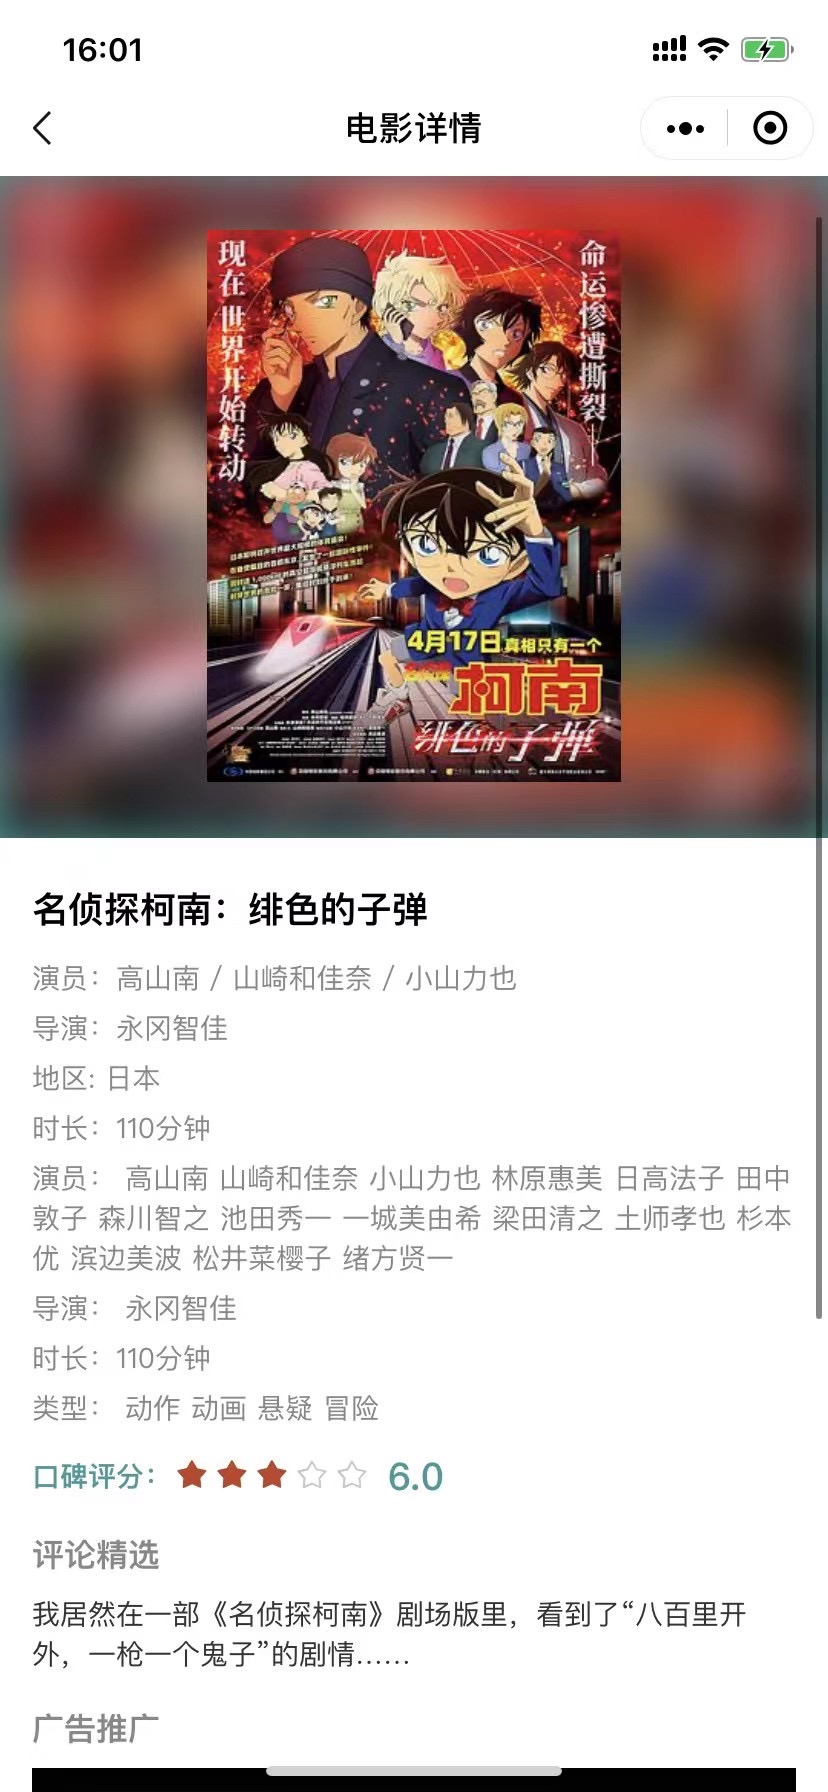 16:01
电影详情
现在世界开始转动
命运惨遭撕裂——
4月17日真相只有一个
名侦探
柯南
绯色的子弹
名侦探柯南：绯色的子弹
演员：高山南 / 山崎和佳奈 / 小山力也
导演：永冈智佳
地区: 日本
时长：110分钟
演员： 高山南 山崎和佳奈 小山力也 林原惠美 日高法子 田中
敦子 森川智之 池田秀一 一城美由希 梁田清之 土师孝也 杉本
优 滨边美波 松井菜樱子 绪方贤一
导演： 永冈智佳
时长：110分钟
类型： 动作 动画 悬疑 冒险
口碑评分： 6.0
评论精选
我居然在一部《名侦探柯南》剧场版里，看到了“八百里开
外，一枪一个鬼子”的剧情……
广告推广